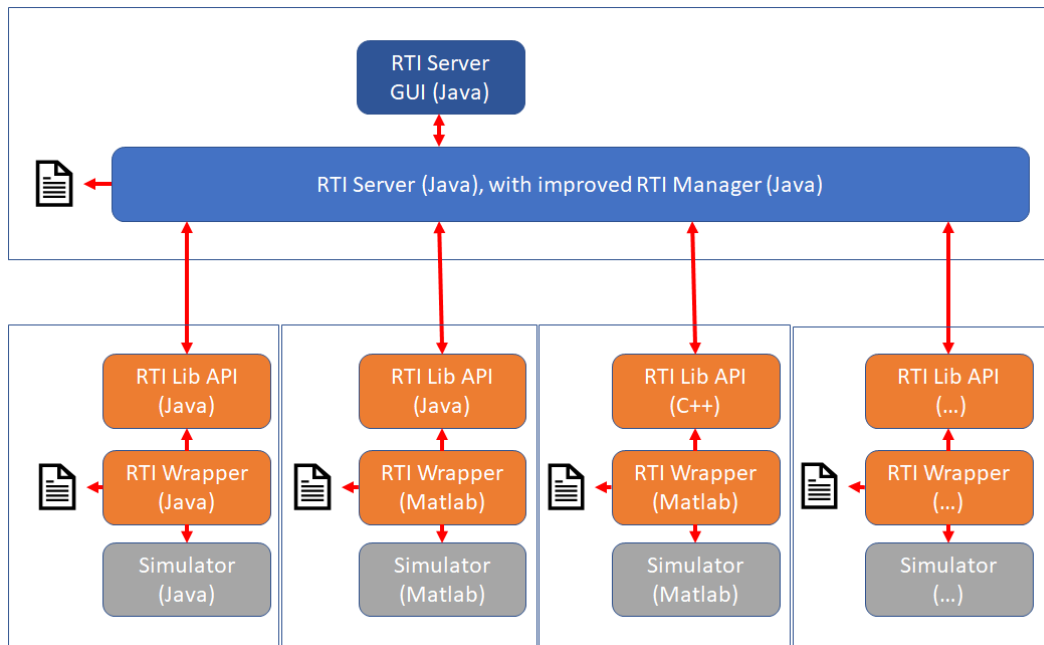 RTI Server
GUI (Java)
RTI Server (Java), with improved RTI Manager (Java)
RTI Lib API
(Java)
RTI Lib API
(Java)
RTI Lib API
(C++)
RTI Lib API
(...)
RTI Wrapper
(Java)
RTI Wrapper
(Matlab)
RTI Wrapper
(Matlab)
RTI Wrapper
(...)
Simulator
(Java)
Simulator
(Matlab)
Simulator
(Matlab)
Simulator
(...)